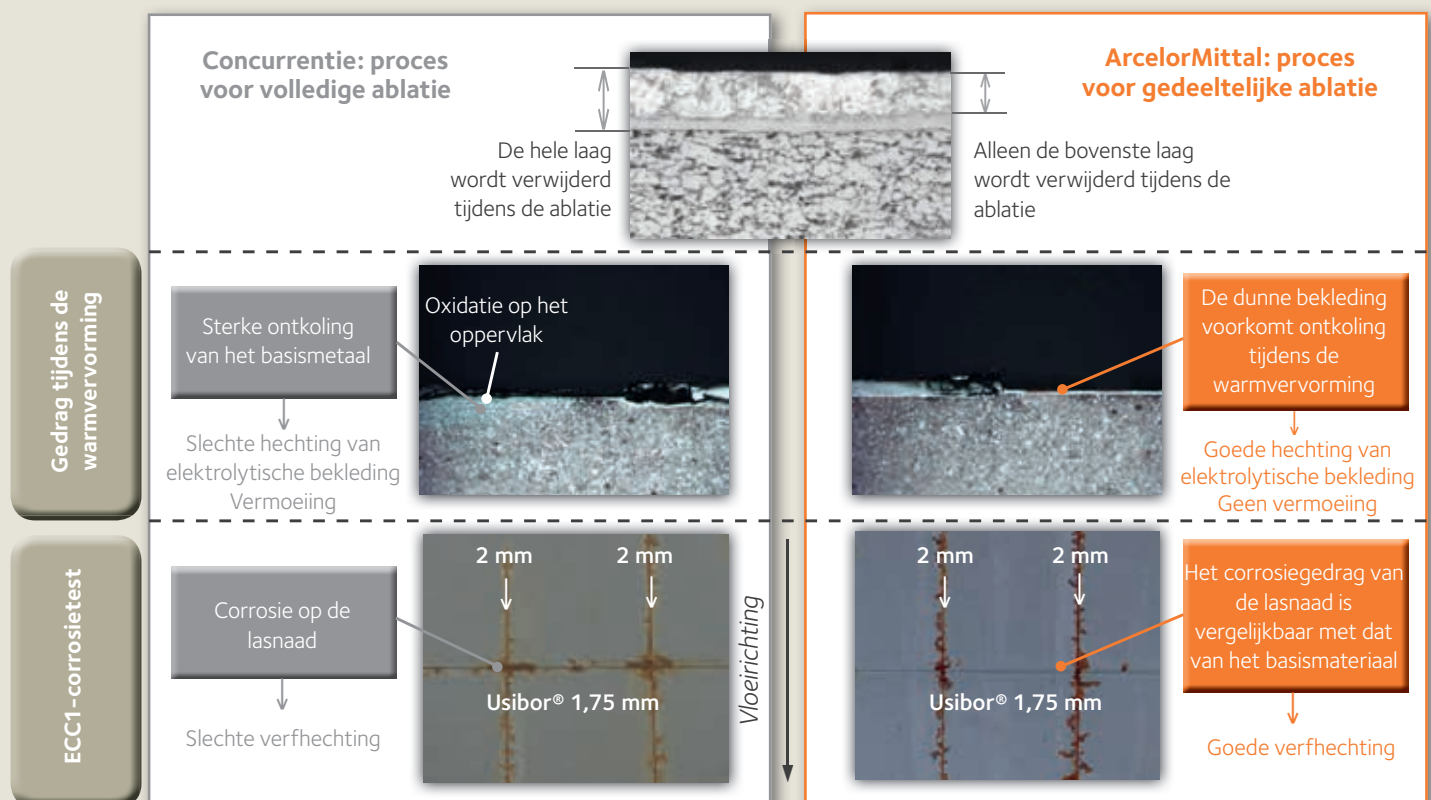 Concurrentie: proces
voor volledige ablatie
ArcelorMittal: proces
voor gedeeltelijke ablatie
De hele laag
wordt verwijderd
tijdens de ablatie
Alleen de bovenste laag
wordt verwijderd tijdens de
ablatie
Gedrag tijdens de
warmvervorming
Sterke ontkoling
van het basismetaal
Oxidatie op het
oppervlak
Slechte hechting van
elektrolytische bekleding
Vermoeiing
De dunne bekleding
voorkomt ontkoling
tijdens de
warmvervorming
Goede hechting van
elektrolytische bekleding
Geen vermoeiing
ECC1-corrosietest
Corrosie op de
lasnaad
Slechte verfhechting
2 mm 2 mm
Usibor® 1,75 mm
Vloeirichting
2 mm 2 mm
Usibor® 1,75 mm
Het corrosiegedrag van
de lasnaad is
vergelijkbaar met dat
van het basismateriaal
Goede verfhechting